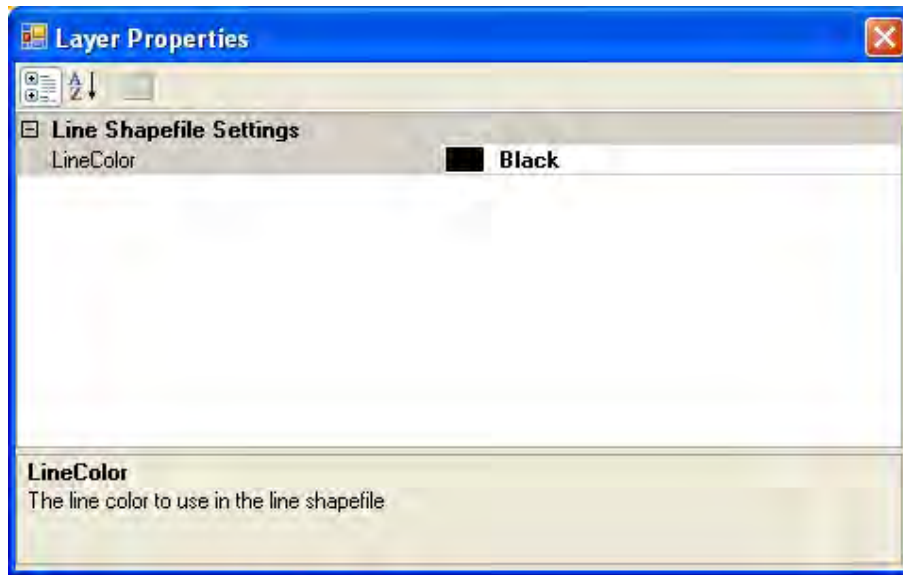 Layer Properties
A
Z
Line Shapefile Settings
LineColor Black
LineColor
The line color to use in the line shapefile